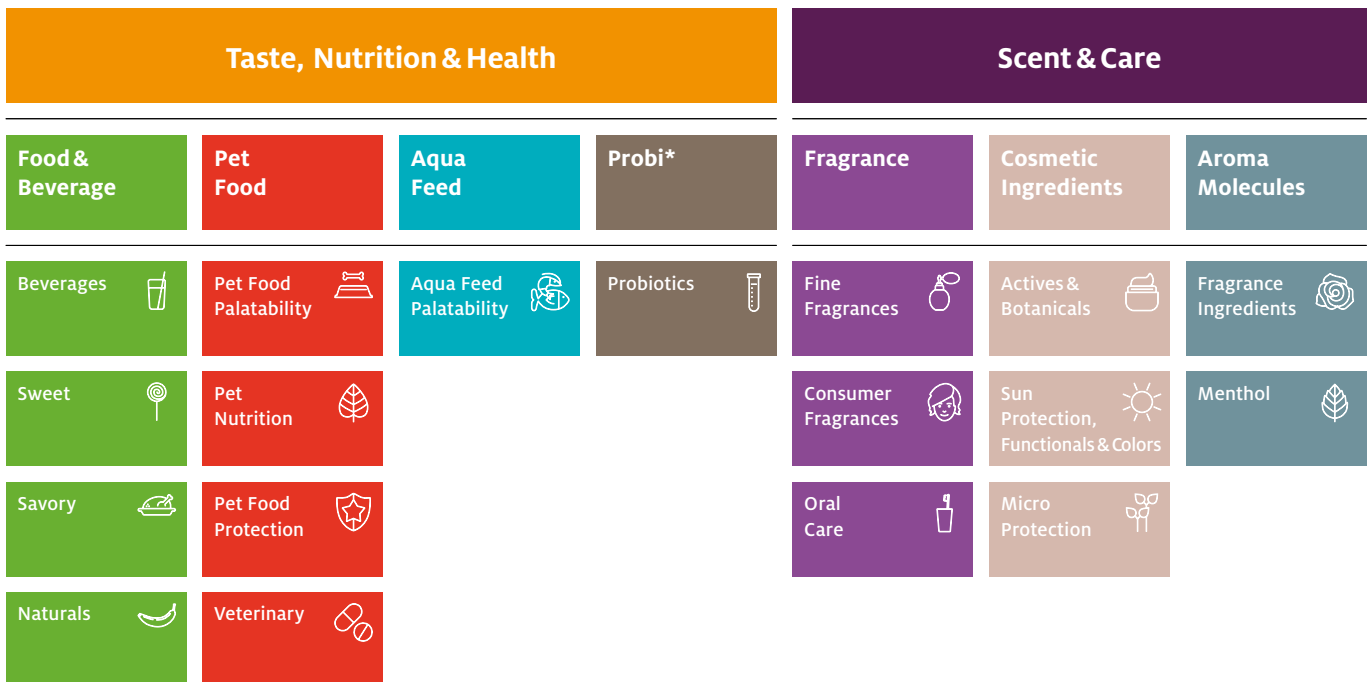 Taste, Nutrition & Health
Scent & Care
Food &
Beverage
Pet
Food
Aqua
Feed
Probi*
Fragrance
Cosmetic
Ingredients
Aroma
Molecules
Beverages
Pet Food
Palatability
Aqua Feed
Palatability
Probiotics
Fine
Fragrances
Actives &
Botanicals
Fragrance
Ingredients
Sweet
Pet
Nutrition
Consumer
Fragrances
Sun
Protection,
Functionals & Colors
Menthol
Savory
Pet Food
Protection
Oral
Care
Micro
Protection
Naturals
Veterinary